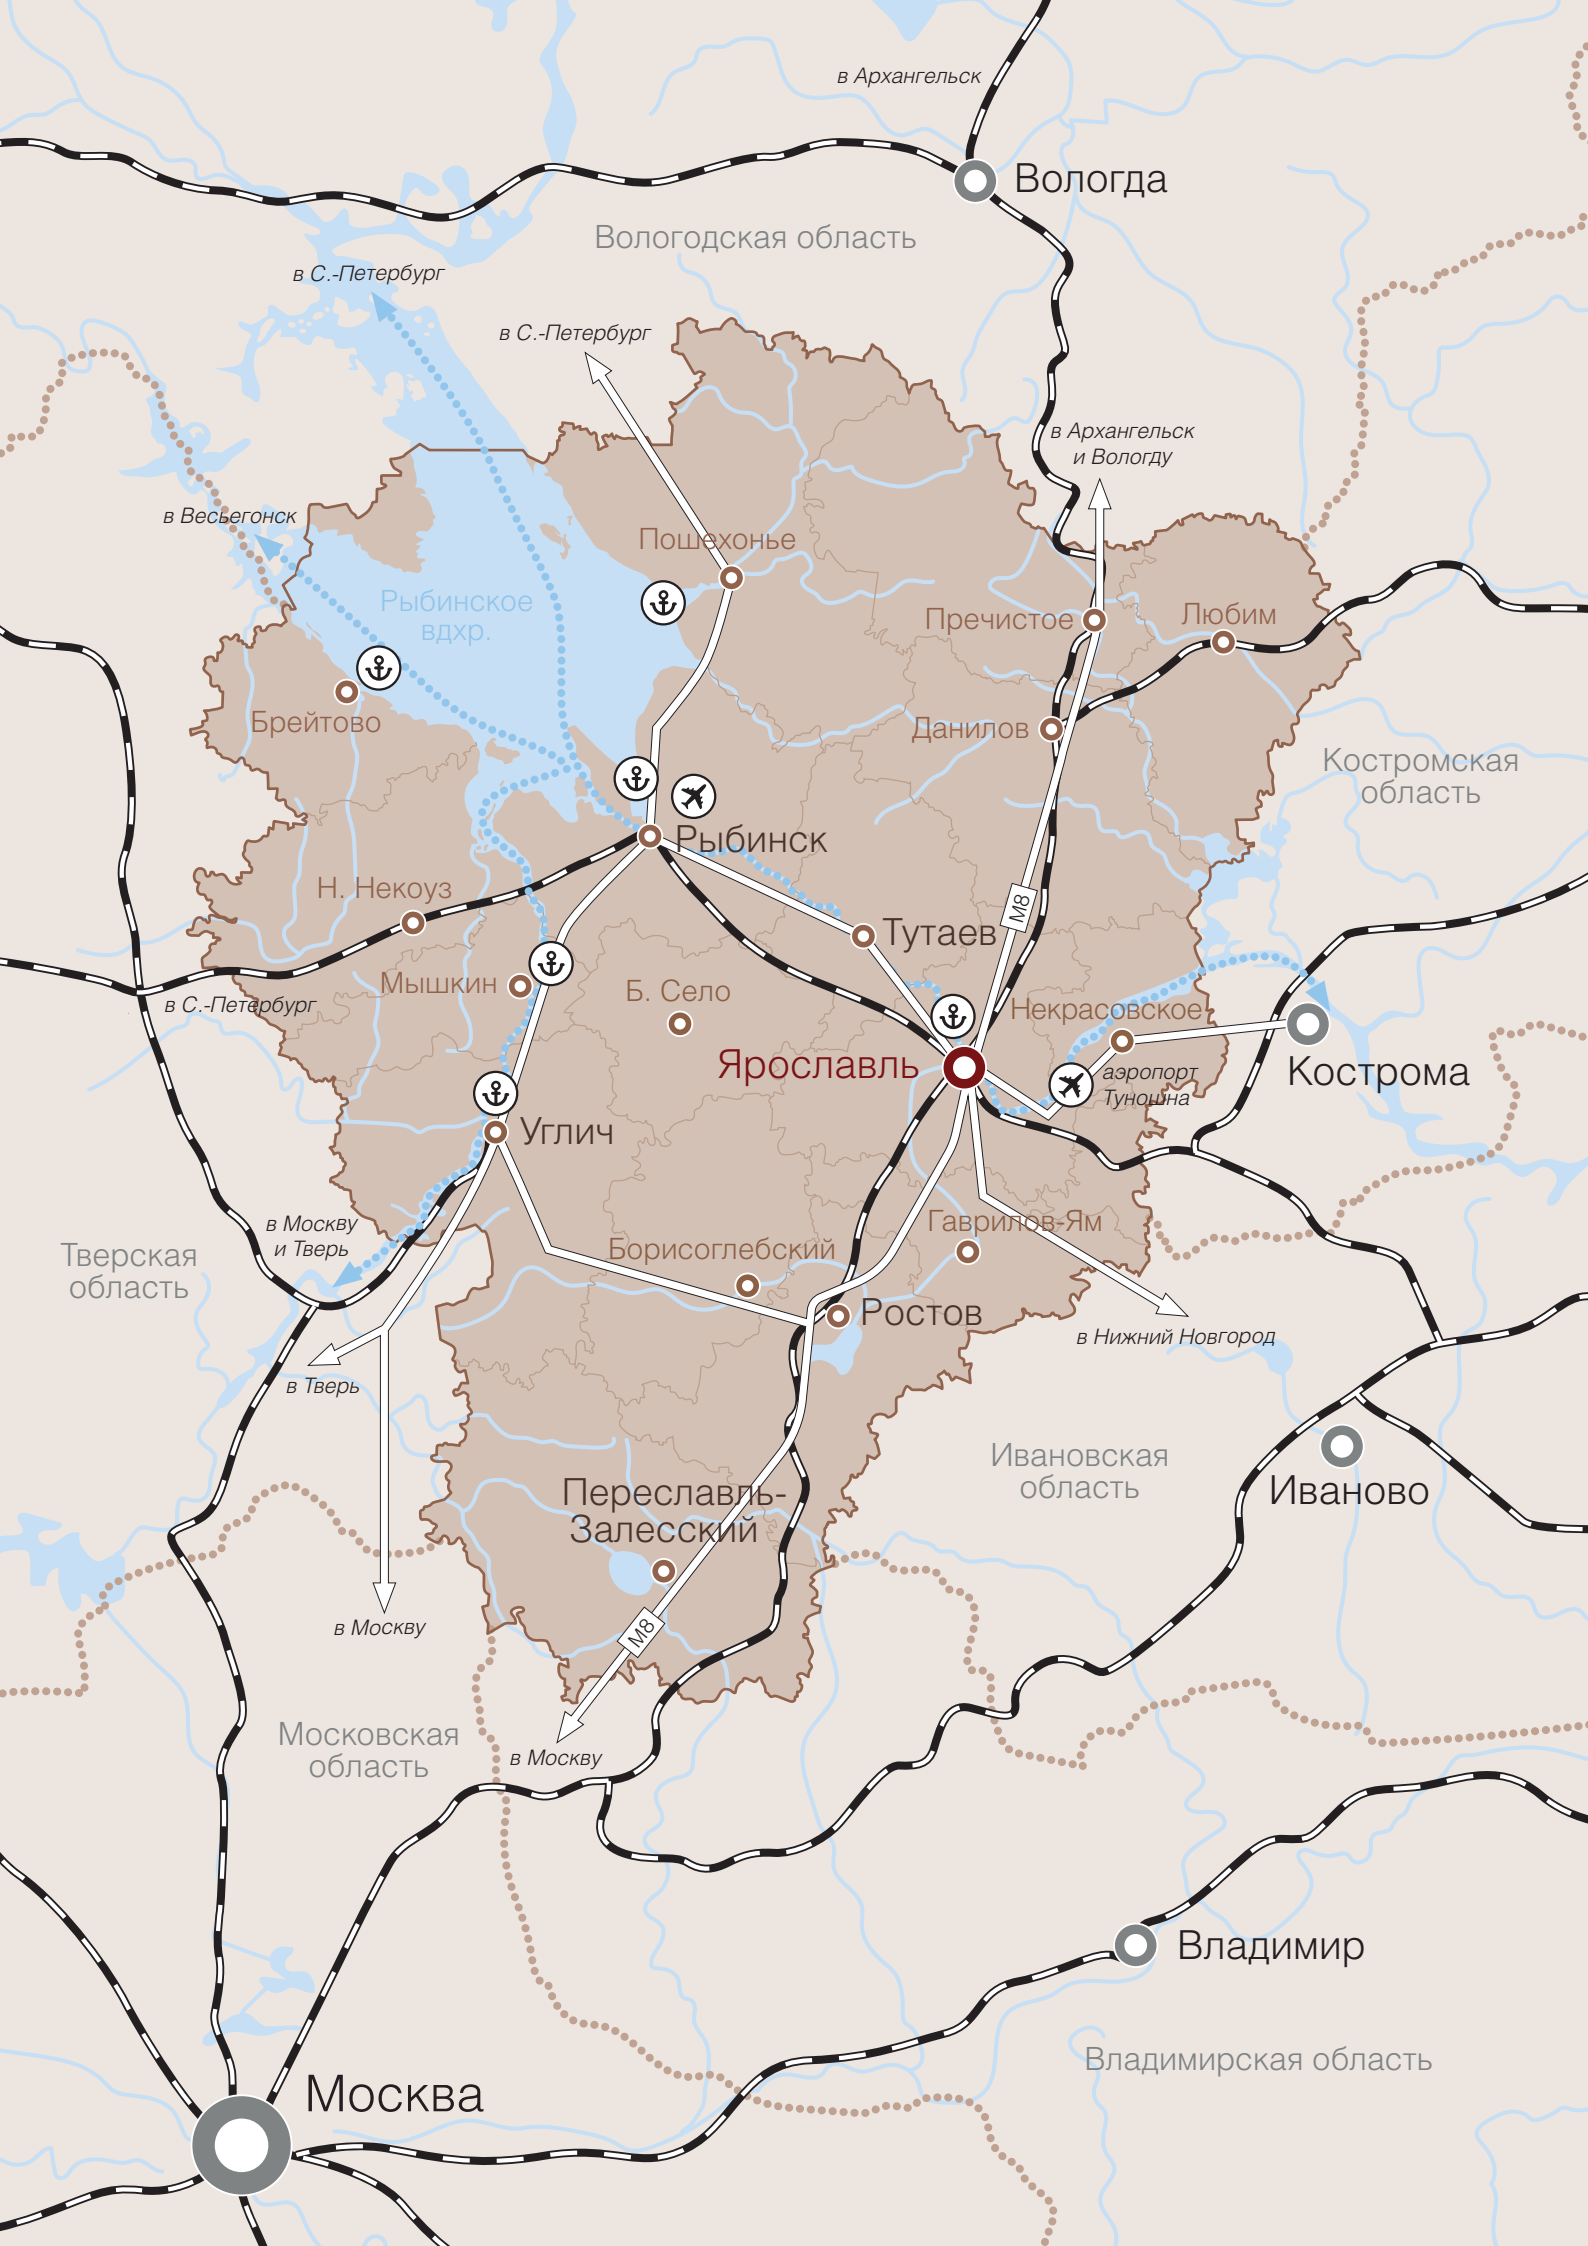 в Архангельск
Вологда
Вологодская область
в С.-Петербург
в С.-Петербург
в Архангельск
и Вологду
в Весьегонск
Пошехонье
Рыбинское
вдхр.
Пречистое
Любим
Брейтово
Данилов
Костромская
область
Рыбинск
Н. Некоуз
М8
Тутаев
Мышкин
Б. Село
в С.-Петербург
Некрасовское
Ярославль
аэропорт
Туношна
Кострома
Углич
в Москву
и Тверь
Гаврилов-Ям
Борисоглебский
Тверская
область
Ростов
в Нижний Новгород
в Тверь
Ивановская
область
Иваново
Переславль-
Залесский
в Москву
М8
Московская
область
в Москву
Владимир
Владимирская область
Москва